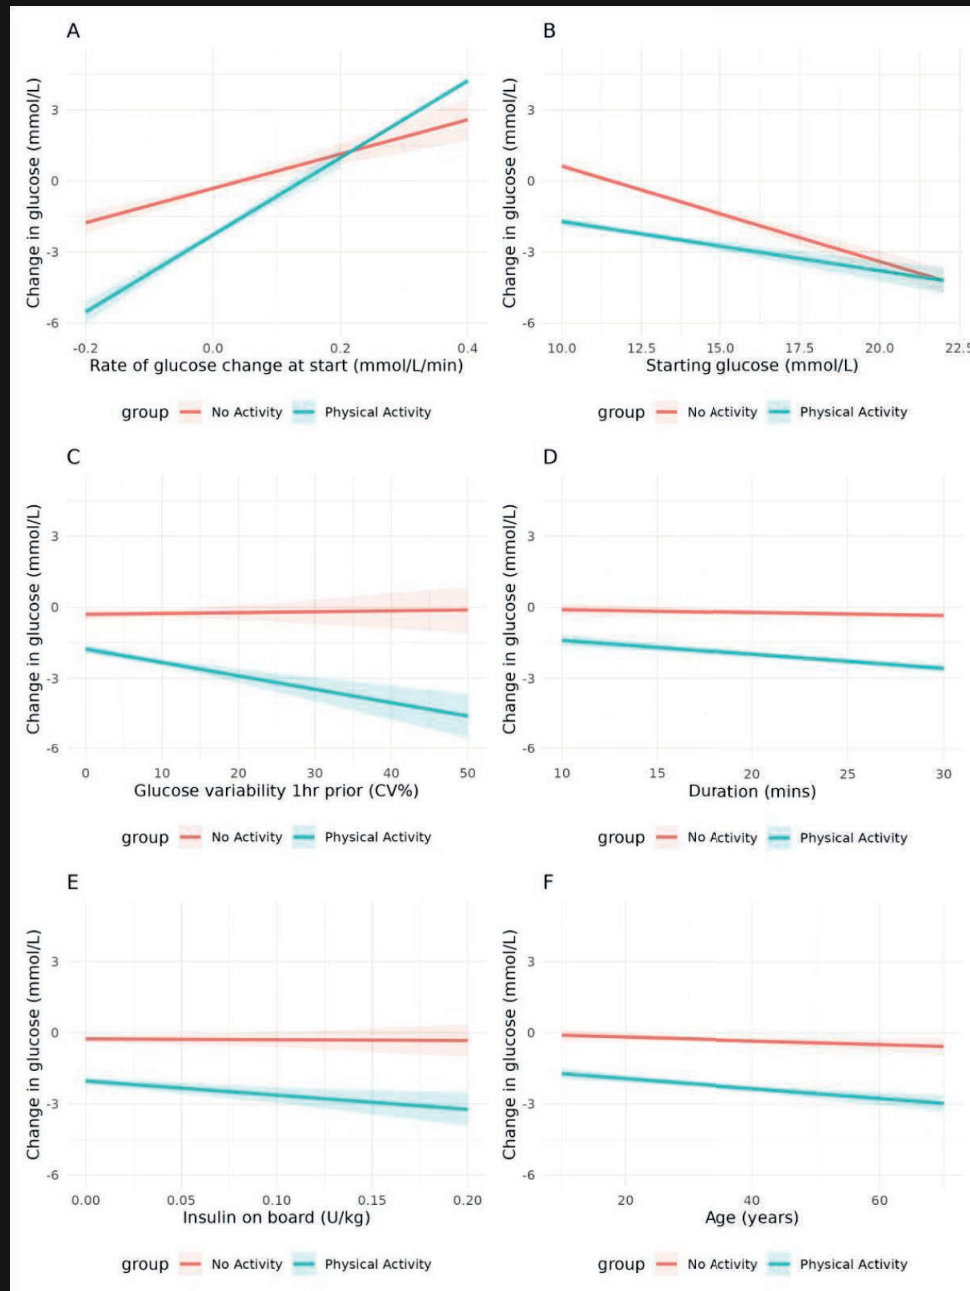 A
Change in glucose (mmol/L)
3
0
-3
-6
-0.2 0.0 0.2 0.4
Rate of glucose change at start (mmol/L/min)
group No Activity Physical Activity
B
Change in glucose (mmol/L)
3
0
-3
-6
10.0 12.5 15.0 17.5 20.0 22.5
Starting glucose (mmol/L)
group No Activity Physical Activity
C
Change in glucose (mmol/L)
3
0
-3
-6
0 10 20 30 40 50
Glucose variability 1hr prior (CV%)
group No Activity Physical Activity
D
Change in glucose (mmol/L)
3
0
-3
-6
10 15 20 25 30
Duration (mins)
group No Activity Physical Activity
E
Change in glucose (mmol/L)
3
0
-3
-6
0.00 0.05 0.10 0.15 0.20
Insulin on board (U/kg)
group No Activity Physical Activity
F
Change in glucose (mmol/L)
3
0
-3
-6
20 40 60
Age (years)
group No Activity Physical Activity